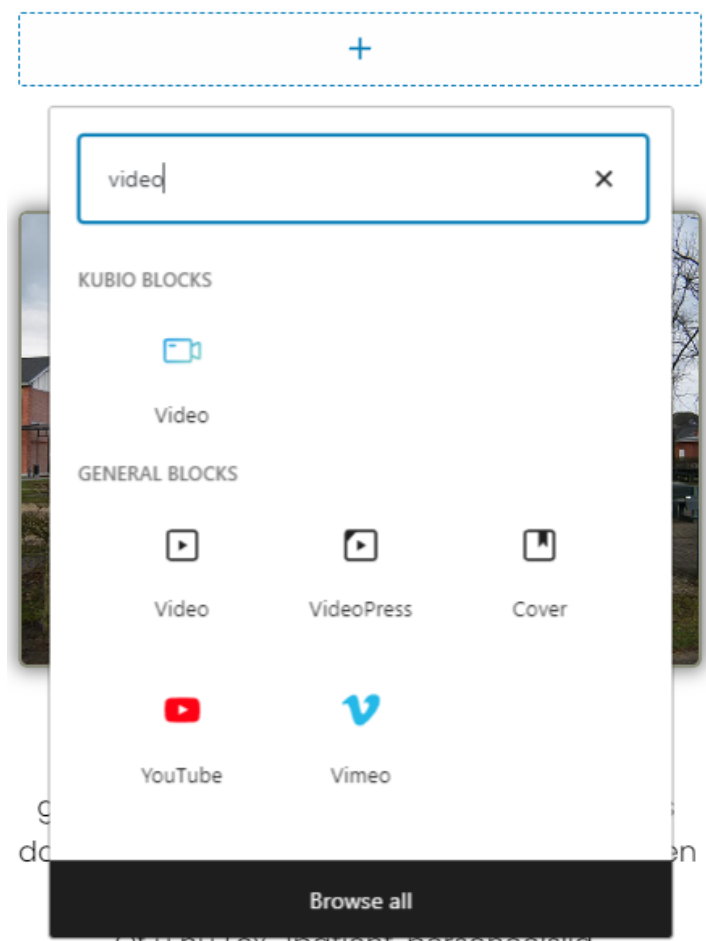 +
video
KUBIO BLOCKS
Video
GENERAL BLOCKS
Video VideoPress Cover
YouTube Vimeo
Browse all